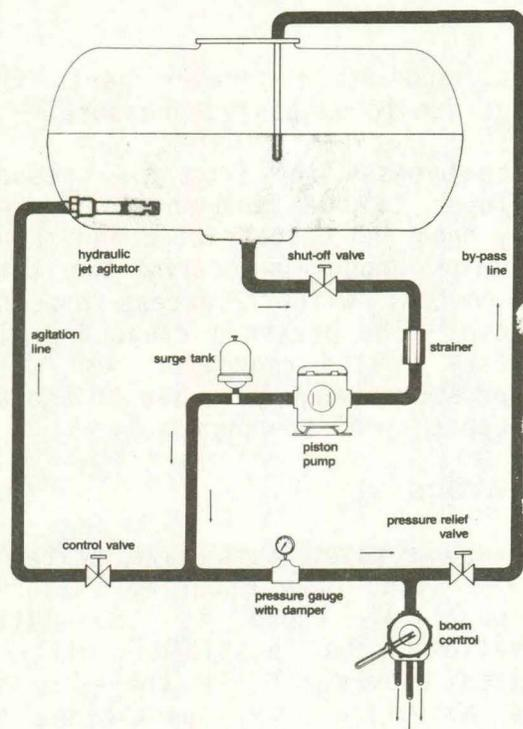 hydraulic
jet agitator
shut-off valve
by-pass
line
agitation
line
surge tank
strainer
piston
pump
control valve
pressure relief
valve
pressure gauge
with damper
boom
control